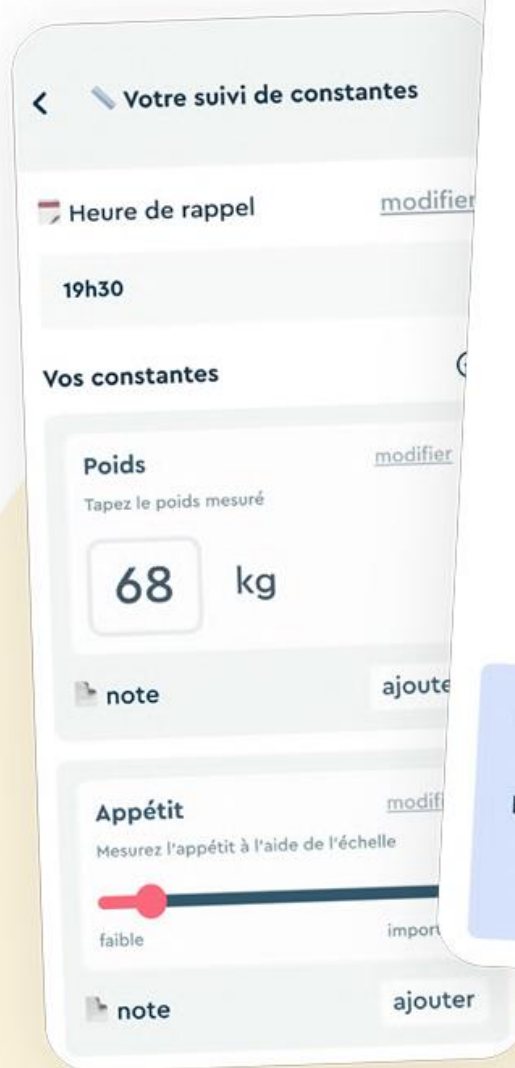 Votre suivi de constantes
Heure de rappel modifier
19h30
Vos constantes
Poids modifier
Tapez le poids mesuré
68 kg
note
Appétit
Mesurez l'appétit à l'aide de l'échelle
faible
note ajouter